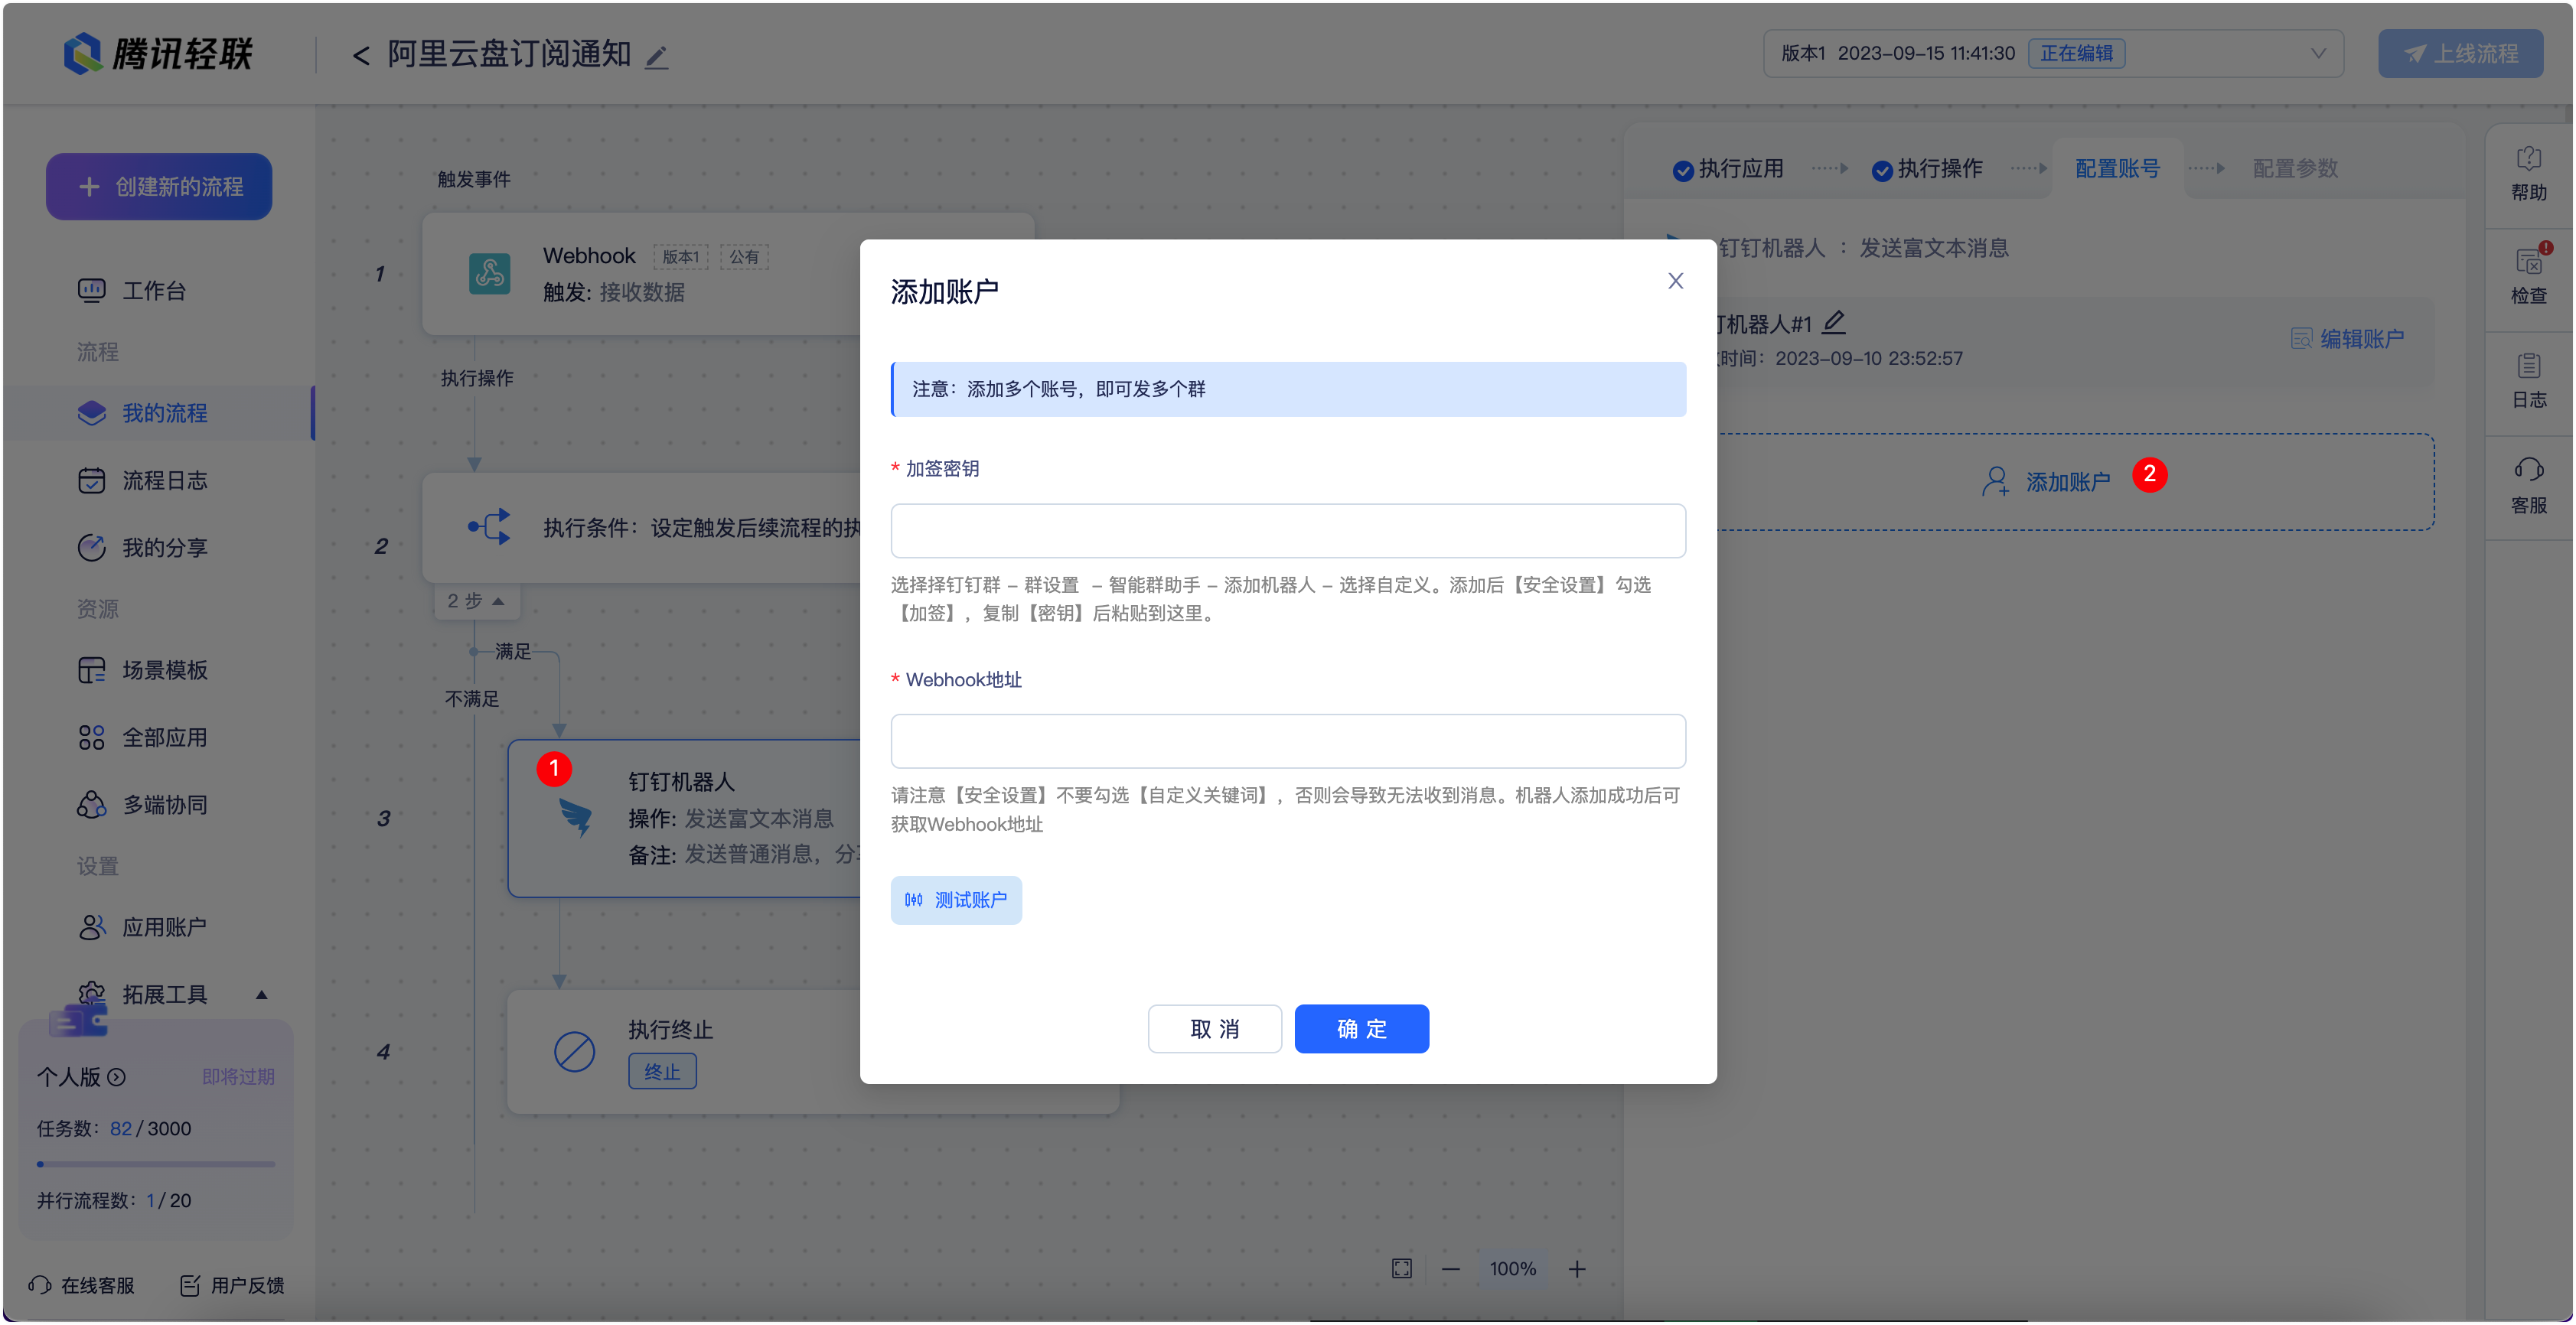 腾讯轻联
< 阿里云盘订阅通知
版本1 2023-09-15 11:41:30 正在编辑
上线流程
+ 创建新的流程
工作台
流程
我的流程
流程日志
我的分享
资源
场景模板
全部应用
多端协同
设置
应用账户
拓展工具
个人版
即将过期
任务数：82 / 3000
并行流程数：1 / 20
在线客服
用户反馈
触发事件
1
Webhook 版本1 公有
触发: 接收数据
执行操作
2
执行条件：设定触发后续流程的执
2 步
满足
不满足
3
1
钉钉机器人
操作: 发送富文本消息
备注: 发送普通消息，分
4
执行终止
终止
100%
添加账户
注意：添加多个账号，即可发多个群
* 加签密钥
选择择钉钉群 – 群设置 – 智能群助手 – 添加机器人 – 选择自定义。添加后【安全设置】勾选
【加签】，复制【密钥】后粘贴到这里。
* Webhook地址
请注意【安全设置】不要勾选【自定义关键词】，否则会导致无法收到消息。机器人添加成功后可
获取Webhook地址
测试账户
取 消
确 定
执行应用
执行操作
配置账号
配置参数
钉钉机器人 ： 发送富文本消息
机器人#1
时间：2023-09-10 23:52:57
编辑账户
添加账户
2
帮助
检查
日志
客服